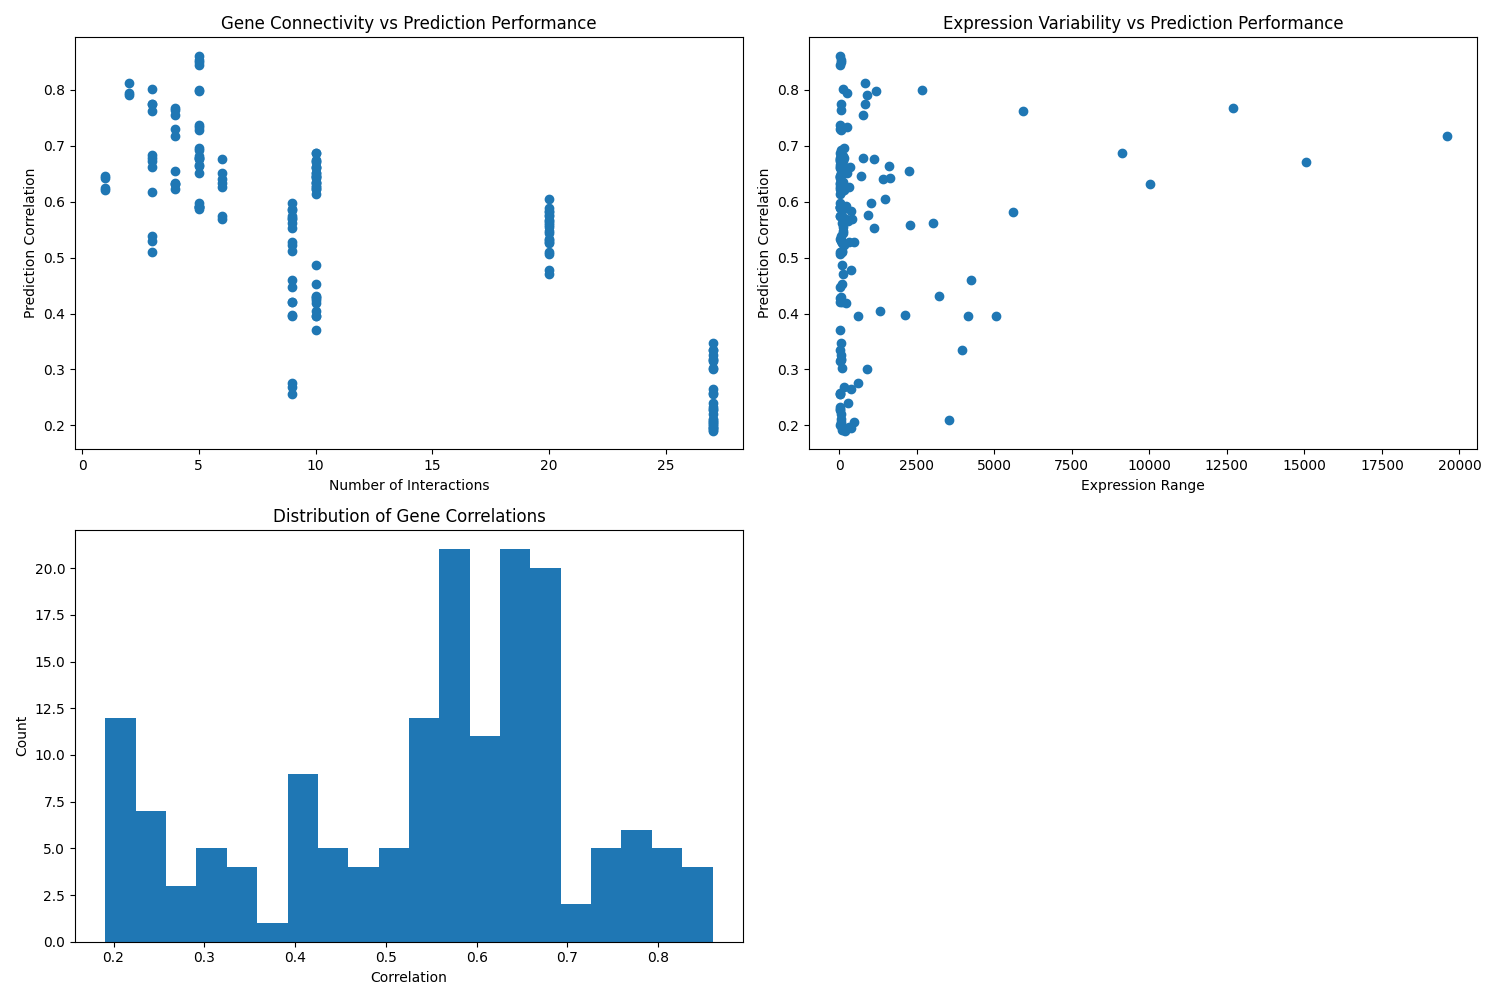 Gene Connectivity vs Prediction Performance
Prediction Correlation
0.8
0.7
0.6
0.5
0.4
0.3
0.2
0 5 10 15 20 25
Number of Interactions
Expression Variability vs Prediction Performance
Prediction Correlation
0.8
0.7
0.6
0.5
0.4
0.3
0.2
0 2500 5000 7500 10000 12500 15000 17500 20000
Expression Range
Distribution of Gene Correlations
Count
20.0
17.5
15.0
12.5
10.0
7.5
5.0
2.5
0.0
0.2 0.3 0.4 0.5 0.6 0.7 0.8
Correlation